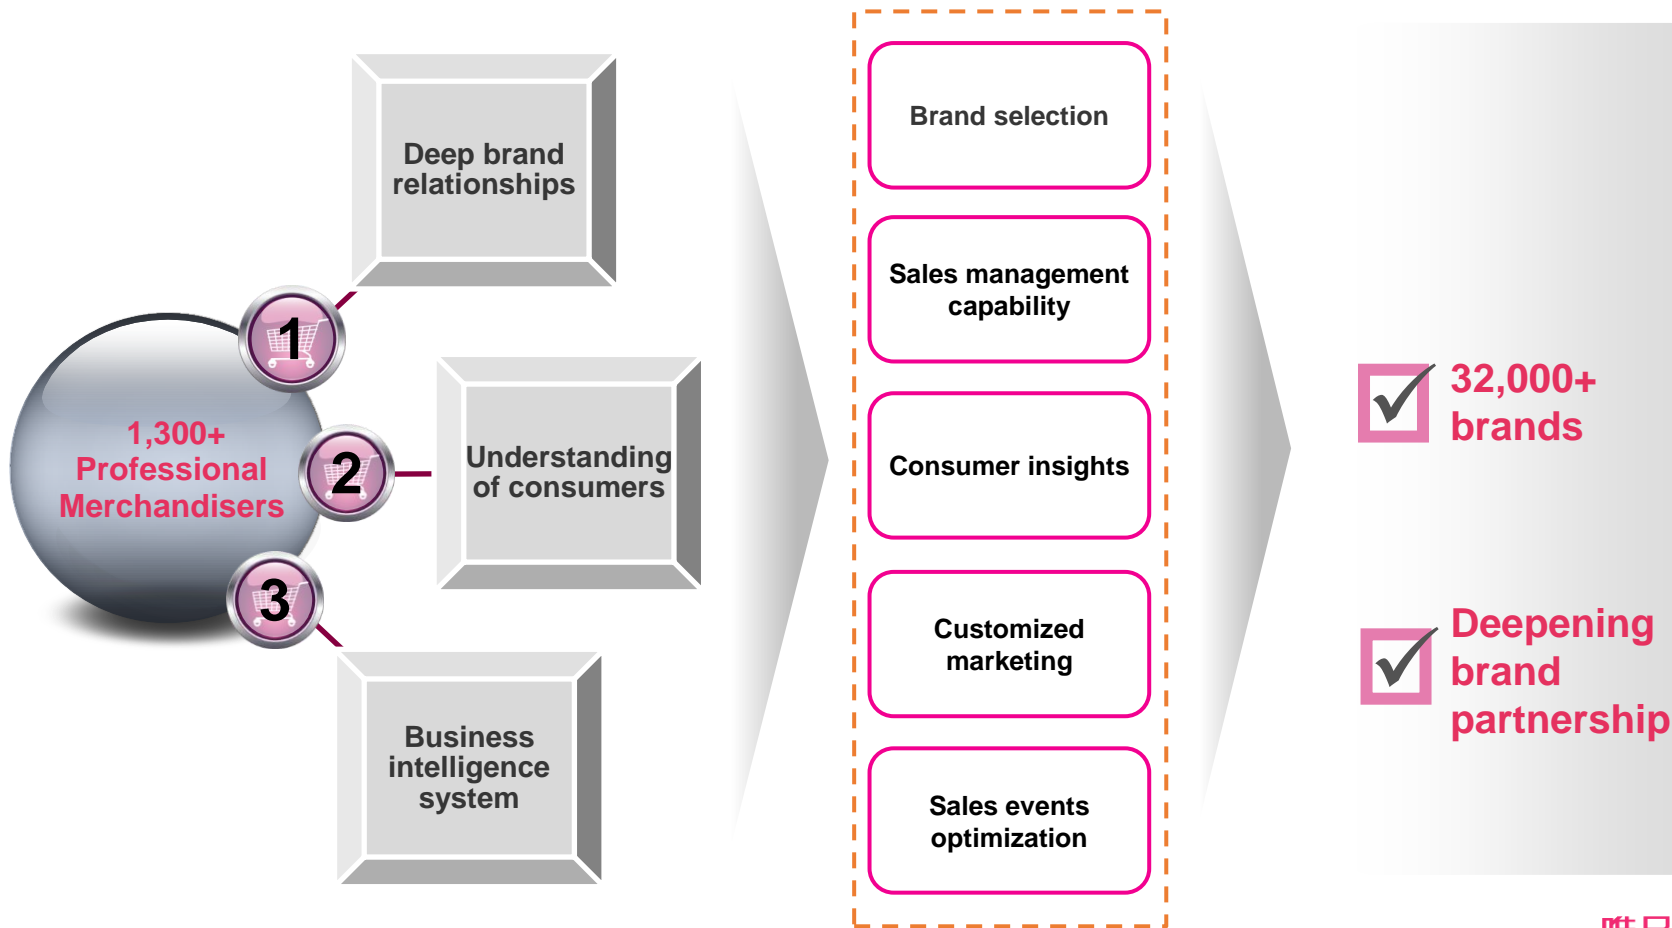 Deep brand
relationships
1
1,300+
Professional
Merchandisers
2
Understanding
of consumers
3
Business
intelligence
system
Brand selection
Sales management
capability
Consumer insights
Customized
marketing
Sales events
optimization
32,000+
brands
Deepening
brand
partnership